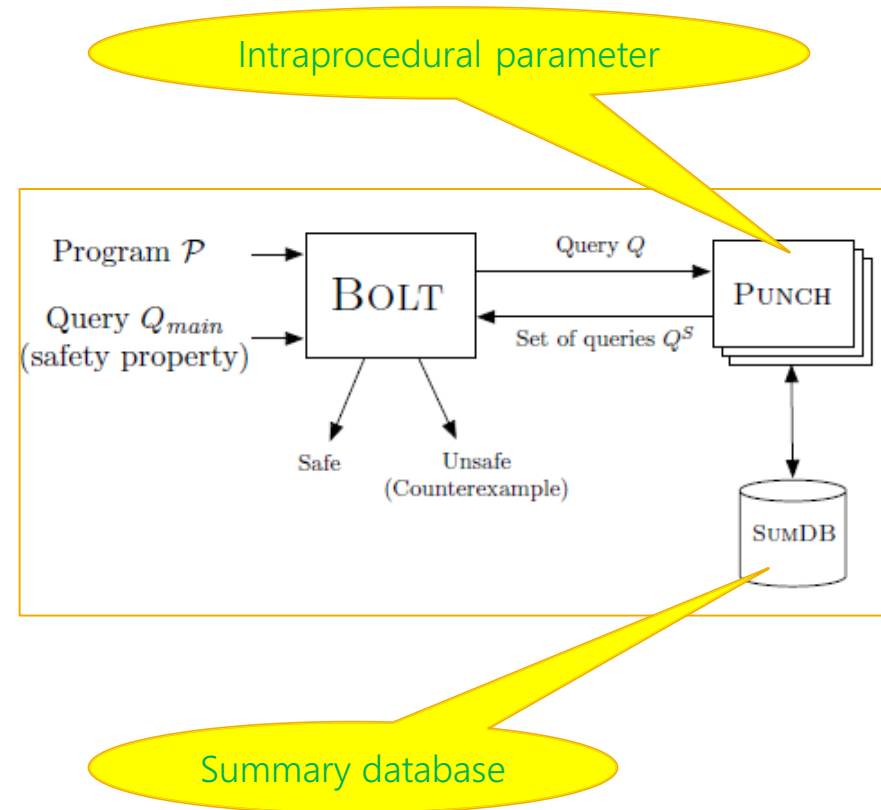 Intraprocedural parameter
Program 𝒫
Query Q_main
(safety property)
BOLT
Query Q
Set of queries Q^S
PUNCH
Safe
Unsafe
(Counterexample)
SUMDB
Summary database